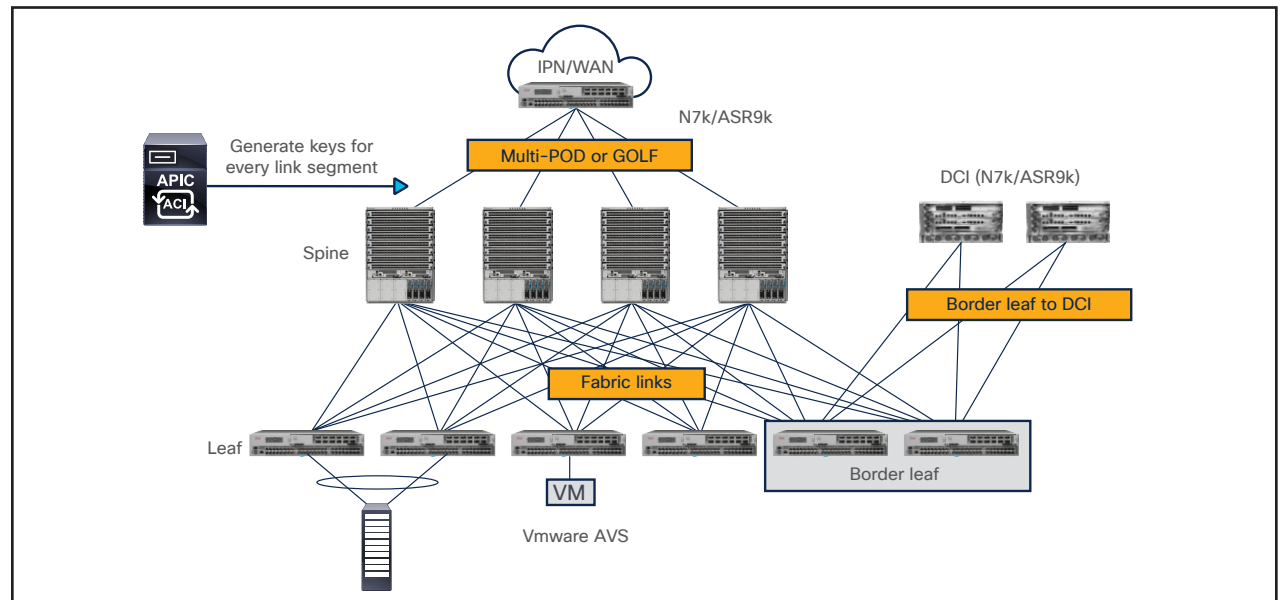 IPN/WAN
N7k/ASR9k
Generate keys for
every link segment
Multi-POD or GOLF
APIC
ACI
DCI (N7k/ASR9k)
Spine
Border leaf to DCI
Fabric links
Leaf
Border leaf
VM
Vmware AVS